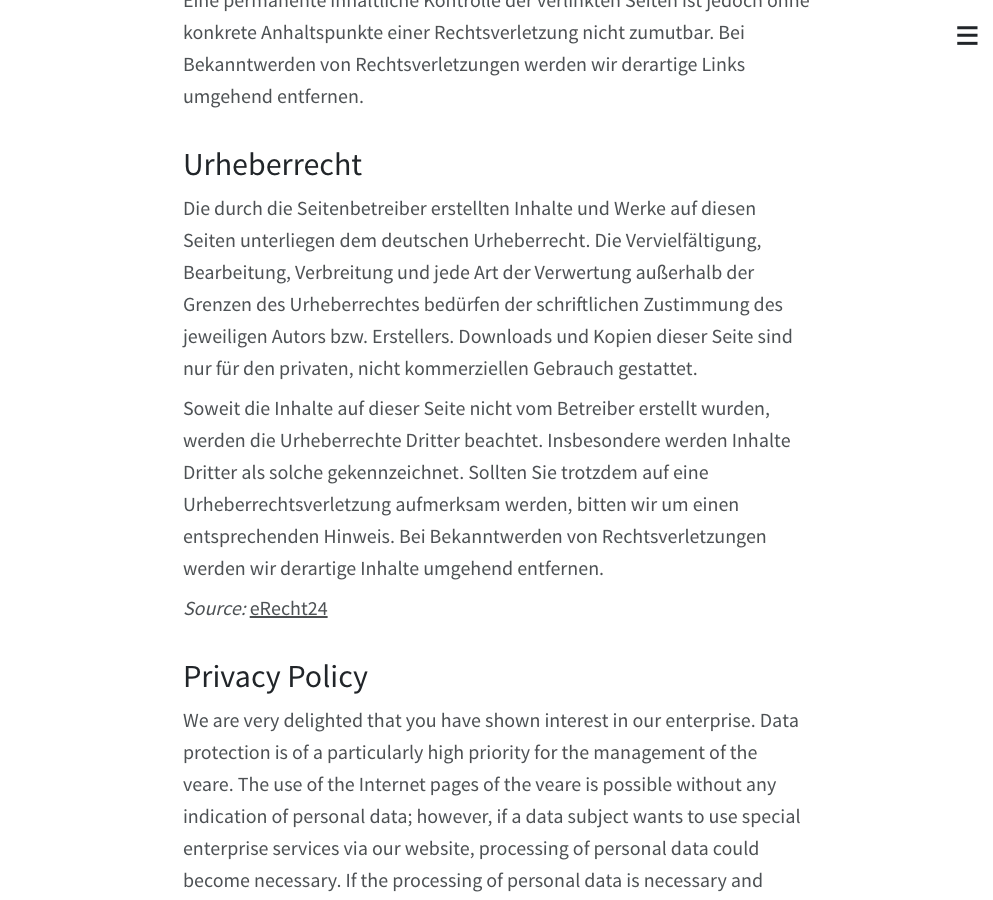 Eine permanente inhaltliche Kontrolle der verlinkten Seiten ist jedoch ohne
konkrete Anhaltspunkte einer Rechtsverletzung nicht zumutbar. Bei
Bekanntwerden von Rechtsverletzungen werden wir derartige Links
umgehend entfernen.
Urheberrecht
Die durch die Seitenbetreiber erstellten Inhalte und Werke auf diesen
Seiten unterliegen dem deutschen Urheberrecht. Die Vervielfältigung,
Bearbeitung, Verbreitung und jede Art der Verwertung außerhalb der
Grenzen des Urheberrechtes bedürfen der schriftlichen Zustimmung des
jeweiligen Autors bzw. Erstellers. Downloads und Kopien dieser Seite sind
nur für den privaten, nicht kommerziellen Gebrauch gestattet.
Soweit die Inhalte auf dieser Seite nicht vom Betreiber erstellt wurden,
werden die Urheberrechte Dritter beachtet. Insbesondere werden Inhalte
Dritter als solche gekennzeichnet. Sollten Sie trotzdem auf eine
Urheberrechtsverletzung aufmerksam werden, bitten wir um einen
entsprechenden Hinweis. Bei Bekanntwerden von Rechtsverletzungen
werden wir derartige Inhalte umgehend entfernen.
Source: eRecht24
Privacy Policy
We are very delighted that you have shown interest in our enterprise. Data
protection is of a particularly high priority for the management of the
veare. The use of the Internet pages of the veare is possible without any
indication of personal data; however, if a data subject wants to use special
enterprise services via our website, processing of personal data could
become necessary. If the processing of personal data is necessary and